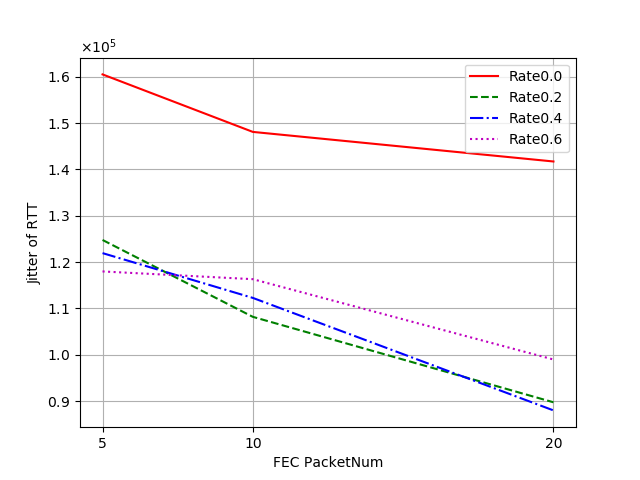 ×10⁵
1.6
1.5
1.4
1.3
1.2
1.1
1.0
0.9
Jitter of RTT
5
10
20
FEC PacketNum
Rate0.0
Rate0.2
Rate0.4
Rate0.6